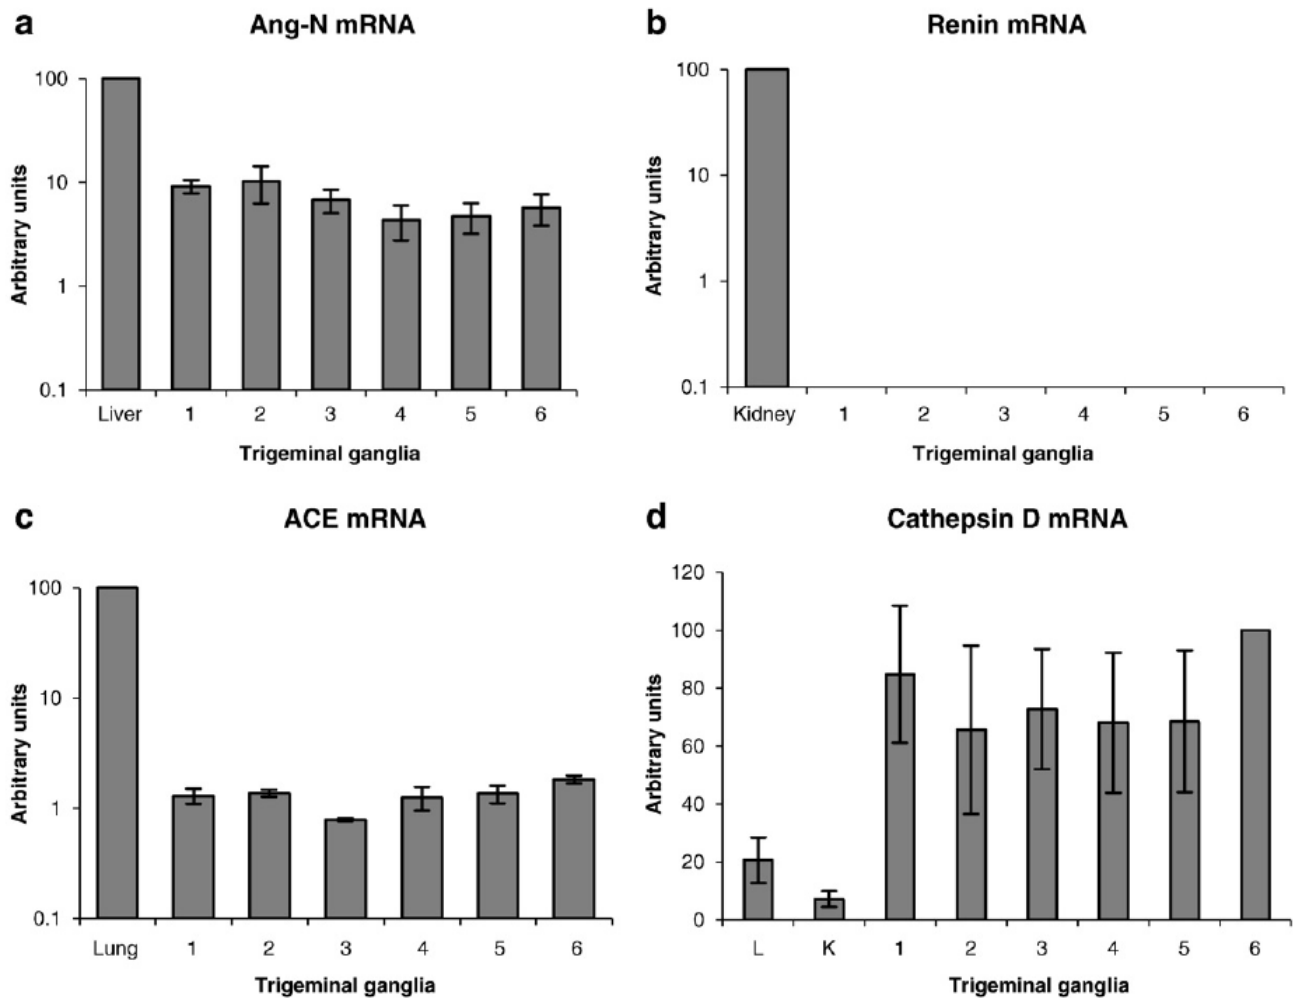 a
Ang-N mRNA
Arbitrary units
100
10
1
0.1
Liver 1 2 3 4 5 6
Trigeminal ganglia
b
Renin mRNA
Arbitrary units
100
10
1
0.1
Kidney 1 2 3 4 5 6
Trigeminal ganglia
c
ACE mRNA
Arbitrary units
100
10
1
0.1
Lung 1 2 3 4 5 6
Trigeminal ganglia
d
Cathepsin D mRNA
Arbitrary units
120
100
80
60
40
20
0
L K 1 2 3 4 5 6
Trigeminal ganglia